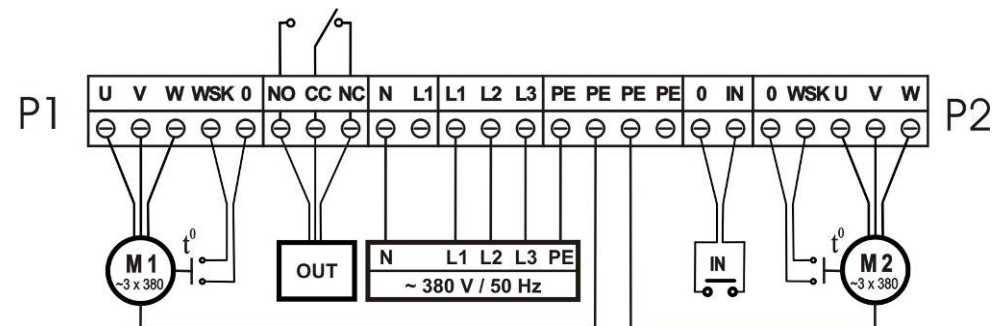 P1
U V W WSK 0 NO CC NC N L1 L1 L2 L3 PE PE PE PE 0 IN 0 WSK U V W
P2
t⁰
M 1
~3 x 380
OUT
N L1 L2 L3 PE
~ 380 V / 50 Hz
IN
t⁰
M 2
~3 x 380